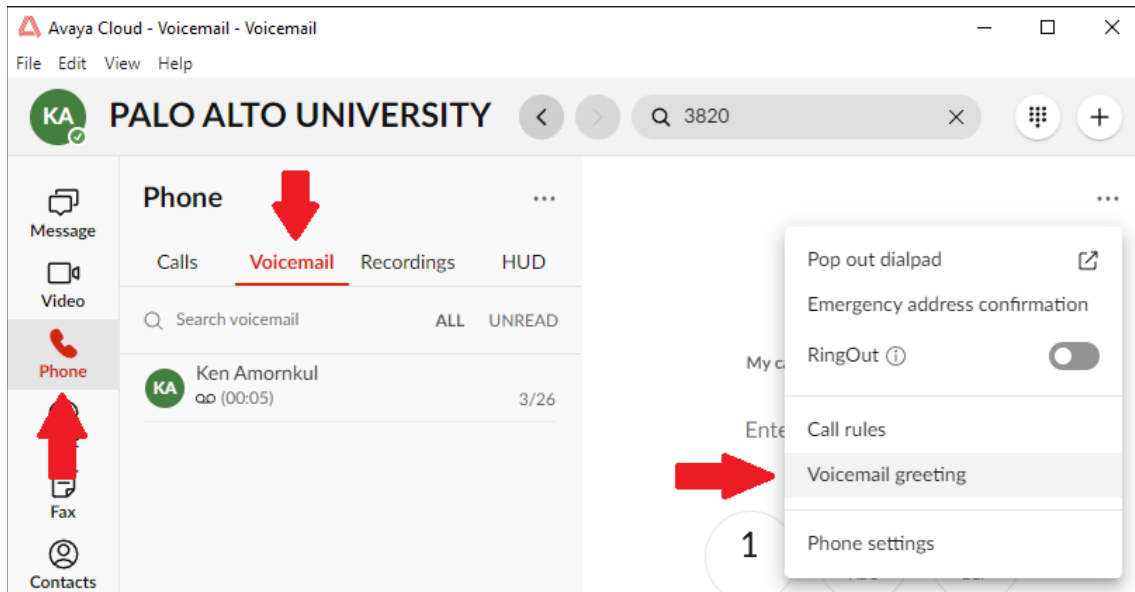 Avaya Cloud - Voicemail - Voicemail
File Edit View Help
KA PALO ALTO UNIVERSITY 3820
Message
Video
Phone
Fax
Contacts
Phone
Calls Voicemail Recordings HUD
Search voicemail ALL UNREAD
KA Ken Amornkul
(00:05) 3/26
My
1
Pop out dialpad
Emergency address confirmation
RingOut
Call rules
Voicemail greeting
Phone settings